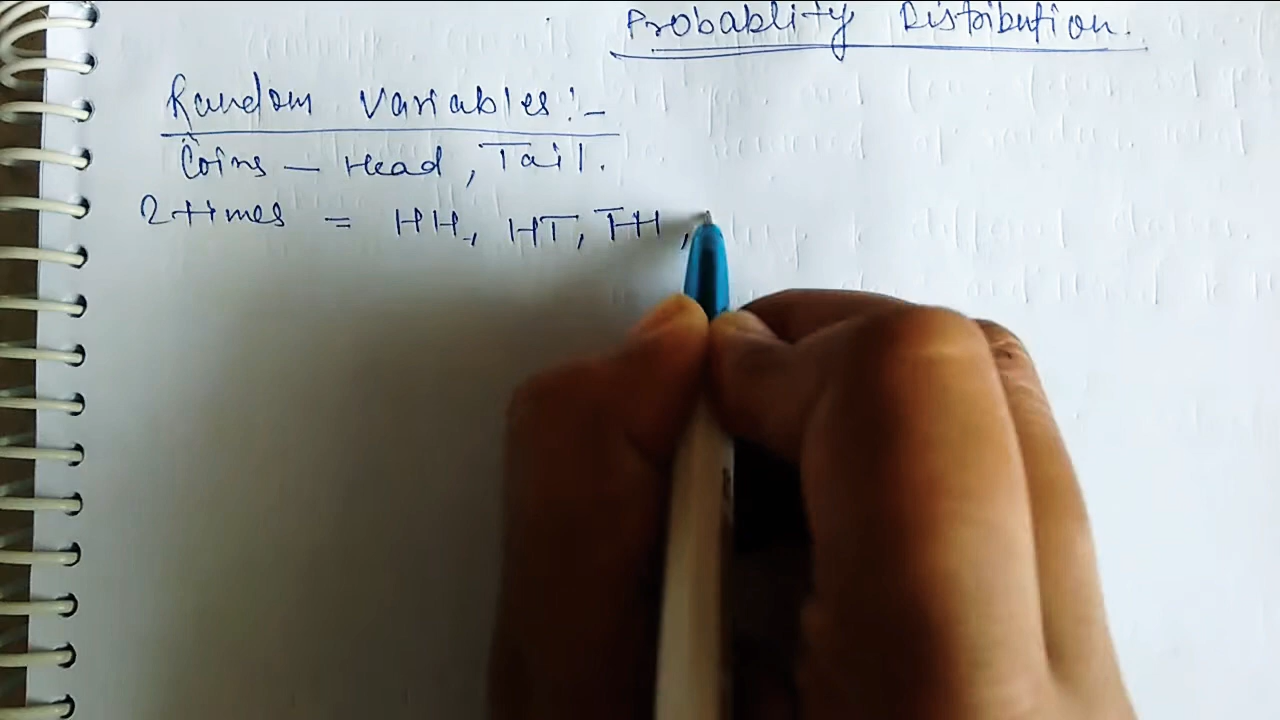 Probablity Distribution.
Random Variables:-
Coins — Head, Tail.
2 times = HH, HT, TH,